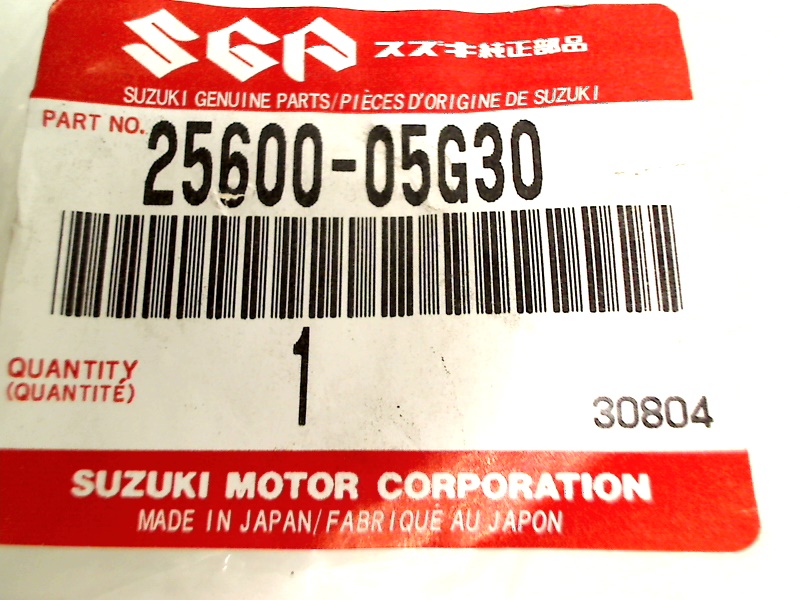 SGP スズキ純正部品
SUZUKI GENUINE PARTS/PIÈCES D'ORIGINE DE SUZUKI
PART NO. 25600-05G30
1
QUANTITY
(QUANTITÉ)
30804
SUZUKI MOTOR CORPORATION
MADE IN JAPAN/FABRIQUÉ AU JAPON